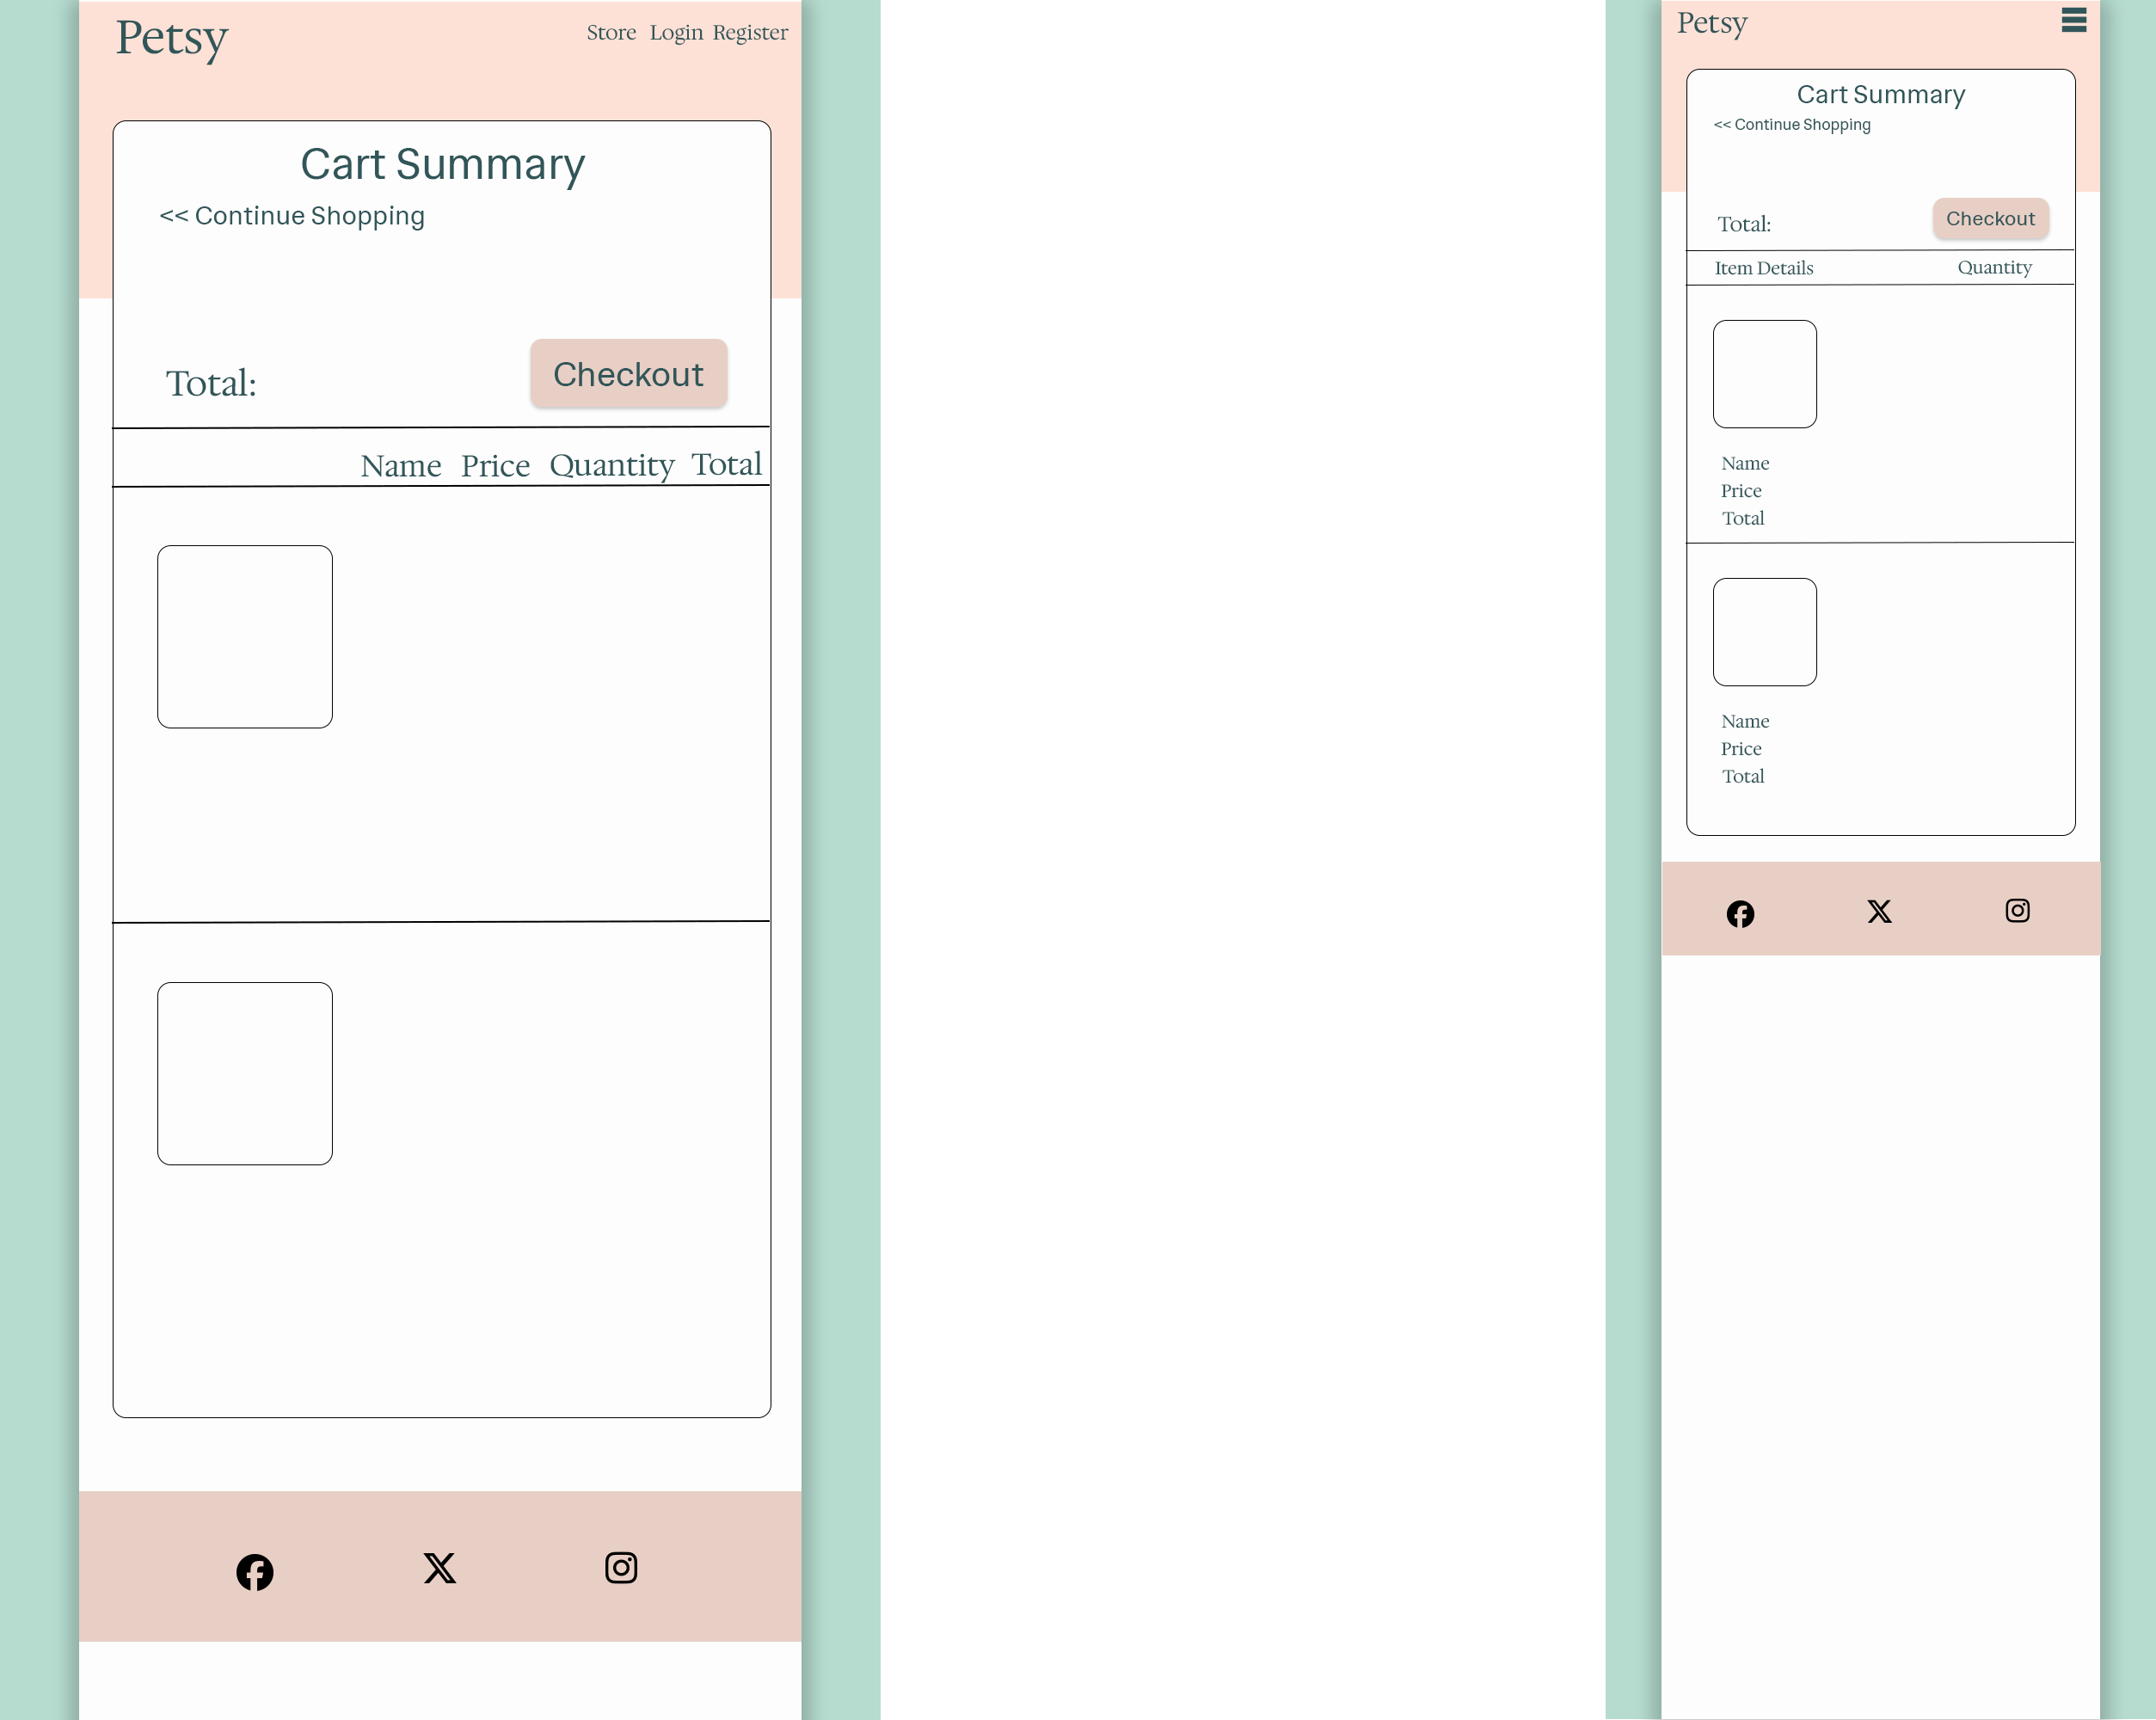 Petsy
Store Login Register
Cart Summary
<< Continue Shopping
Total:
Checkout
Name Price Quantity Total
Petsy
Cart Summary
<< Continue Shopping
Total:
Checkout
Item Details Quantity
Name
Price
Total
Name
Price
Total